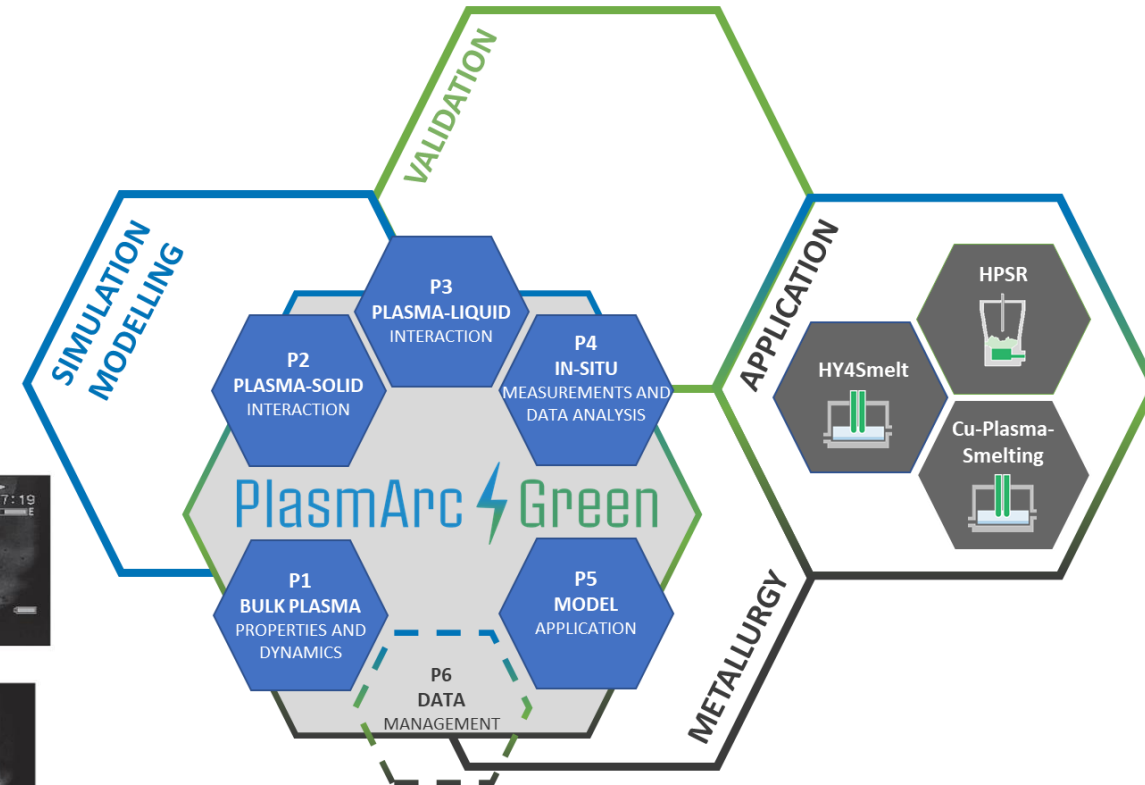 VALIDATION
SIMULATION
MODELLING
APPLICATION
METALLURGY
P3
PLASMA-LIQUID
INTERACTION
P2
PLASMA-SOLID
INTERACTION
P4
IN-SITU
MEASUREMENTS AND
DATA ANALYSIS
PlasmArc Green
P1
BULK PLASMA
PROPERTIES AND
DYNAMICS
P5
MODEL
APPLICATION
P6
DATA
MANAGEMENT
HPSR
HY4Smelt
Cu-Plasma-
Smelting
7:19
E